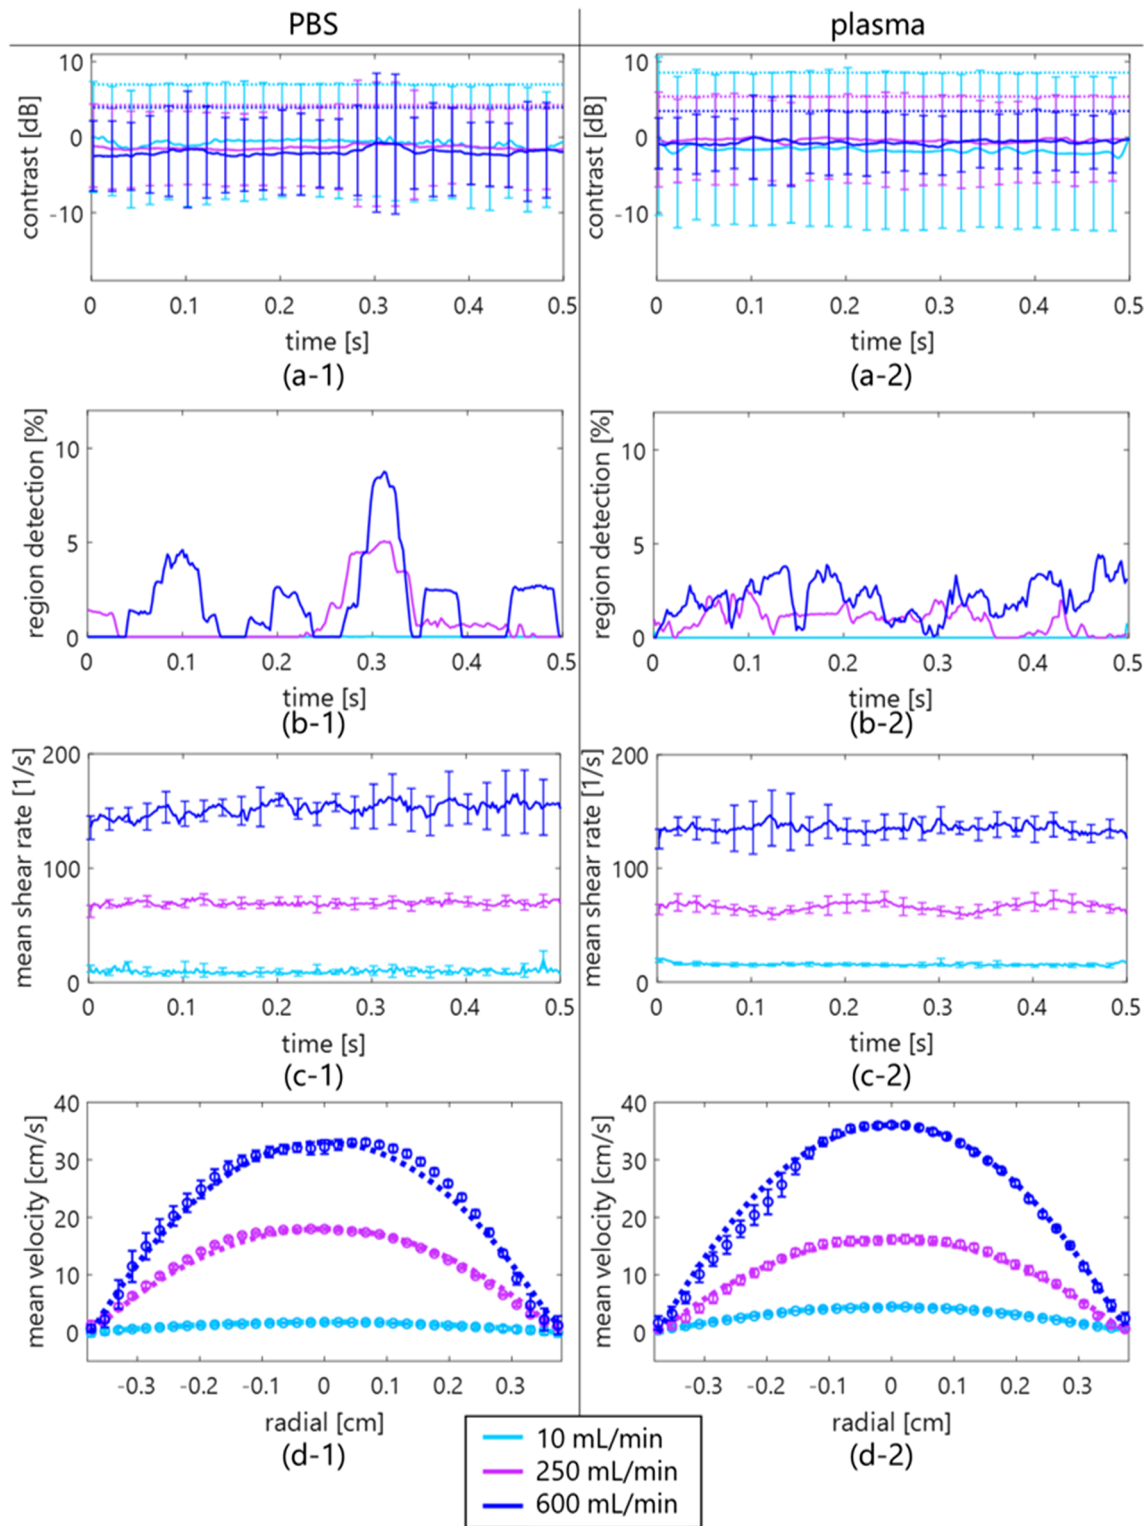 PBS
plasma
contrast [dB]
10
0
-10
0 0.1 0.2 0.3 0.4 0.5
time [s]
(a-1)
contrast [dB]
10
0
-10
0 0.1 0.2 0.3 0.4 0.5
time [s]
(a-2)
region detection [%]
10
5
0
0 0.1 0.2 0.3 0.4 0.5
time [s]
(b-1)
region detection [%]
10
5
0
0 0.1 0.2 0.3 0.4 0.5
time [s]
(b-2)
mean shear rate [1/s]
200
100
0
0 0.1 0.2 0.3 0.4 0.5
time [s]
(c-1)
mean shear rate [1/s]
200
100
0
0 0.1 0.2 0.3 0.4 0.5
time [s]
(c-2)
mean velocity [cm/s]
40
30
20
10
0
-0.3 -0.2 -0.1 0 0.1 0.2 0.3
radial [cm]
(d-1)
mean velocity [cm/s]
40
30
20
10
0
-0.3 -0.2 -0.1 0 0.1 0.2 0.3
radial [cm]
(d-2)
10 mL/min
250 mL/min
600 mL/min